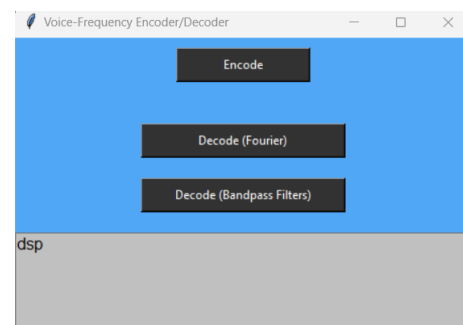 Voice-Frequency Encoder/Decoder
Encode
Decode (Fourier)
Decode (Bandpass Filters)
dsp